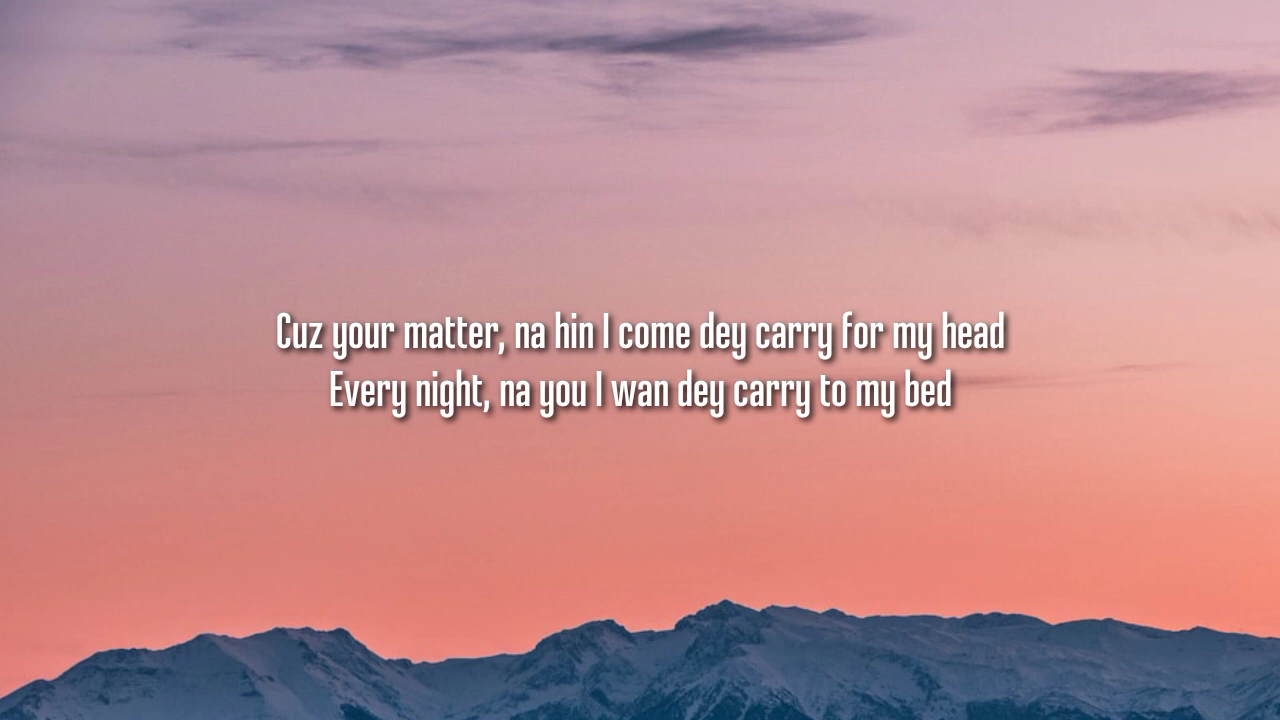 Cuz your matter, na hin I come dey carry for my head
Every night, na you I wan dey carry to my bed